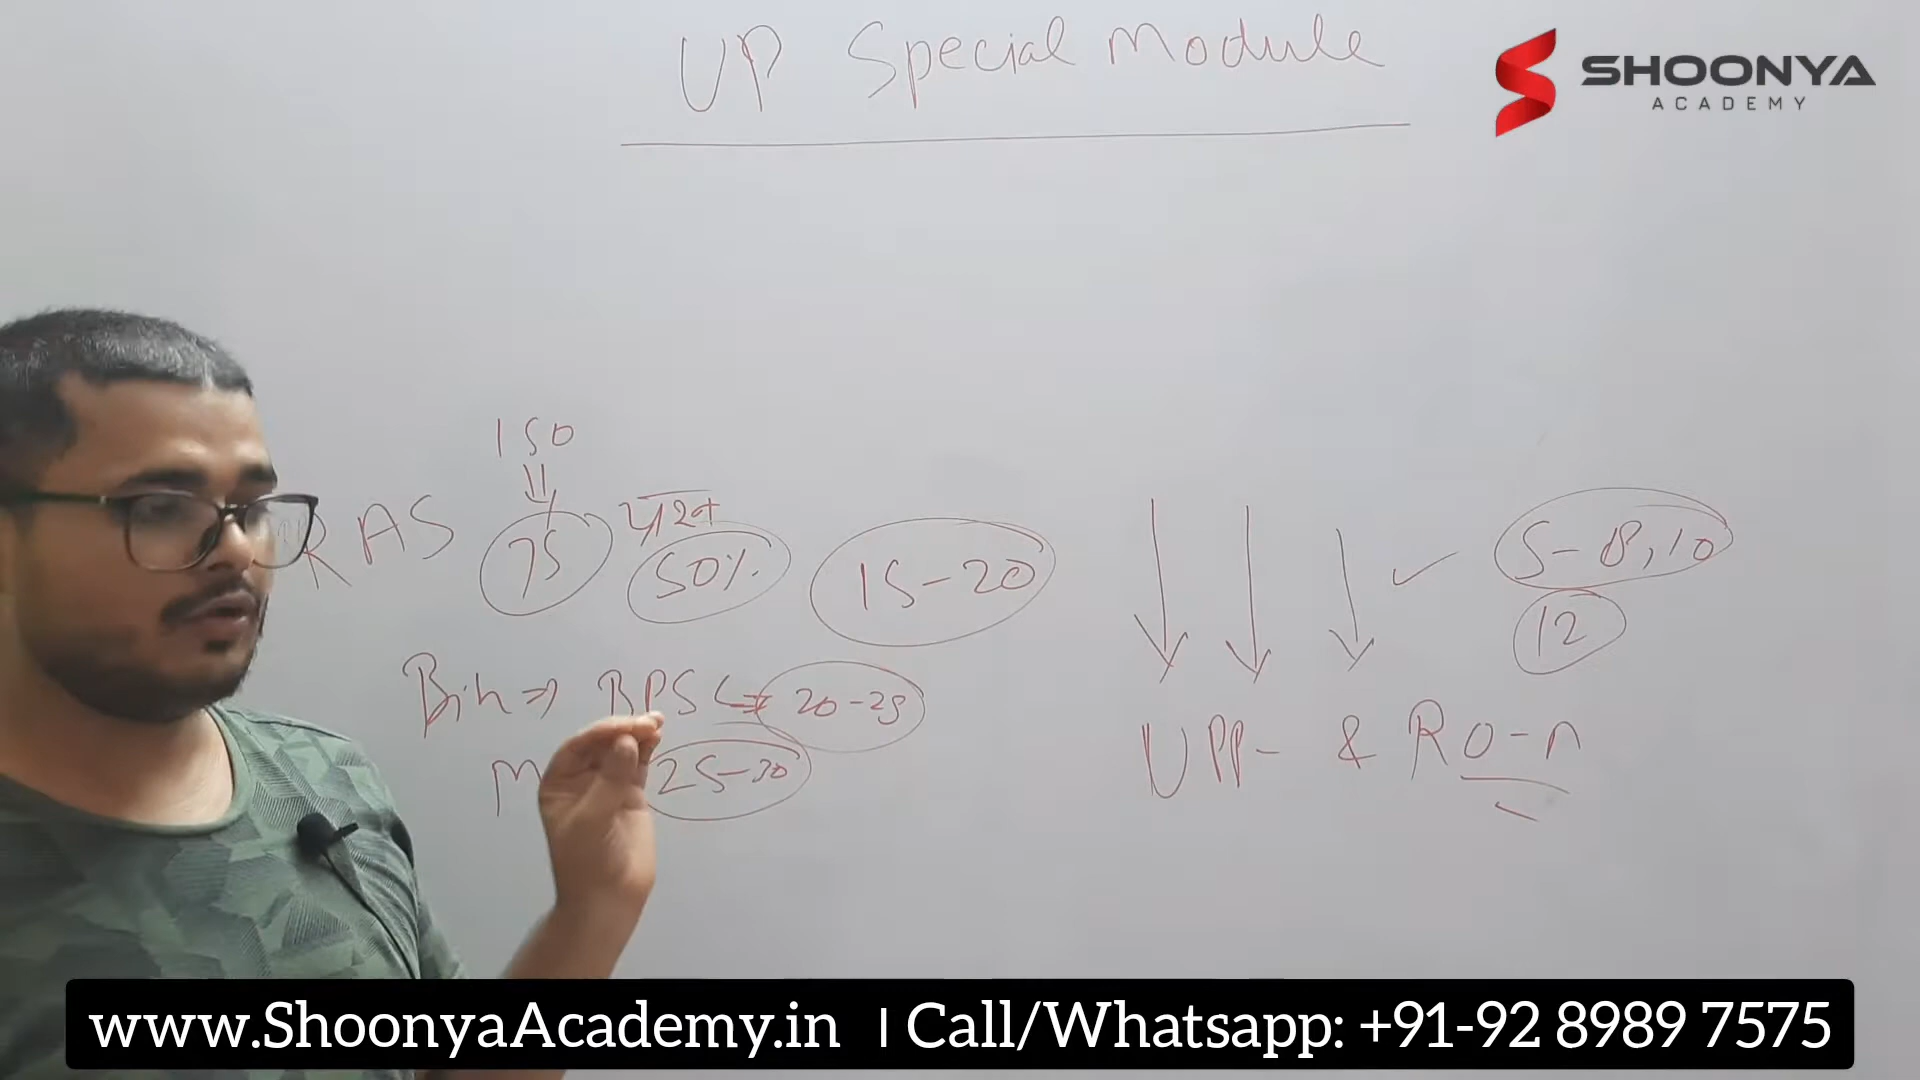 UP Special Module
SHOONYA
ACADEMY
150
RAS 75 50% 15-20
5-8,10
12
Bih ⇒ BPSC ⇒ 20-25
M 25-30
UPP- & RO-
www.ShoonyaAcademy.in | Call/Whatsapp: +91-92 8989 7575